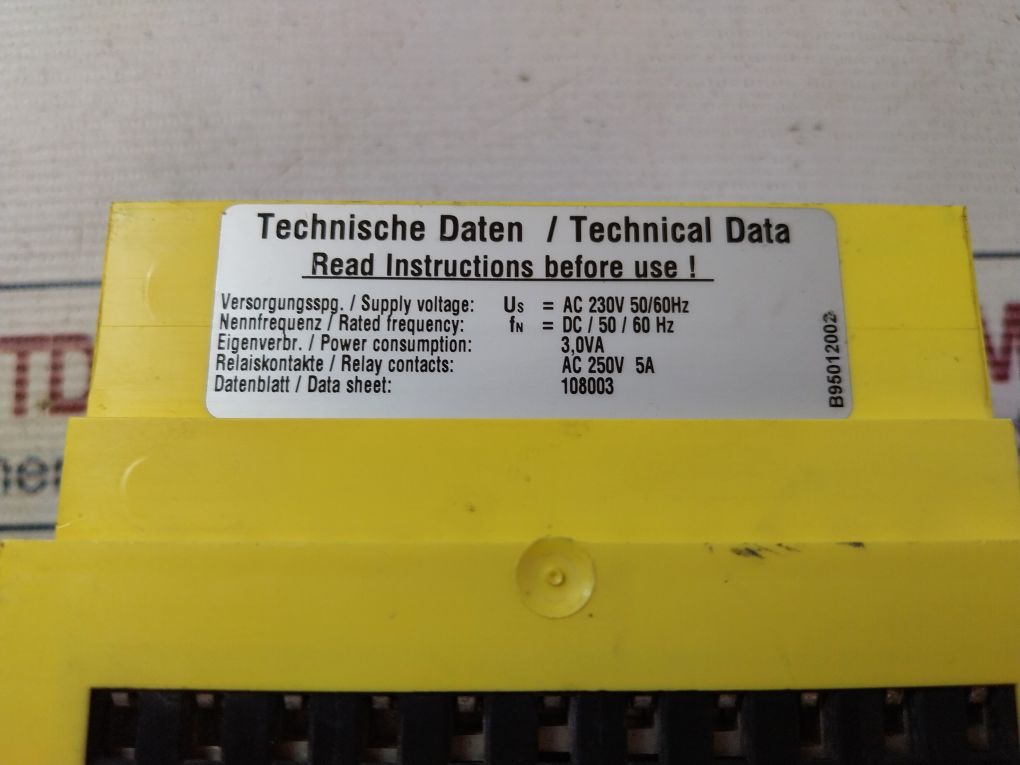 Technische Daten / Technical Data
Read Instructions before use !
Versorgungsspg. / Supply voltage: Us = AC 230V 50/60Hz
Nennfrequenz / Rated frequency: fN = DC / 50 / 60 Hz
Eigenverbr. / Power consumption: 3,0VA
Relaiskontakte / Relay contacts: AC 250V 5A
Datenblatt / Data sheet: 108003
B95012002
TD